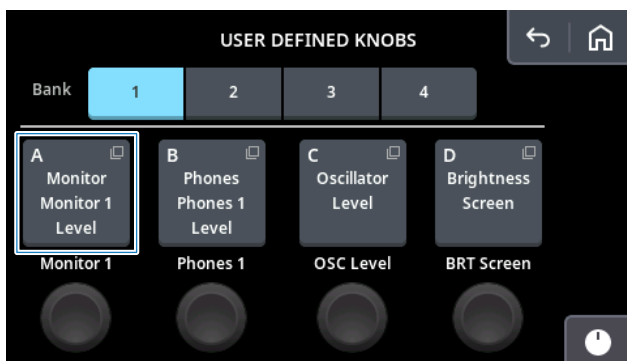 USER DEFINED KNOBS
Bank 1 2 3 4
A B C D
Monitor Phones Oscillator Brightness
Monitor 1 Phones 1 Level Screen
Level Level
Monitor 1 Phones 1 OSC Level BRT Screen